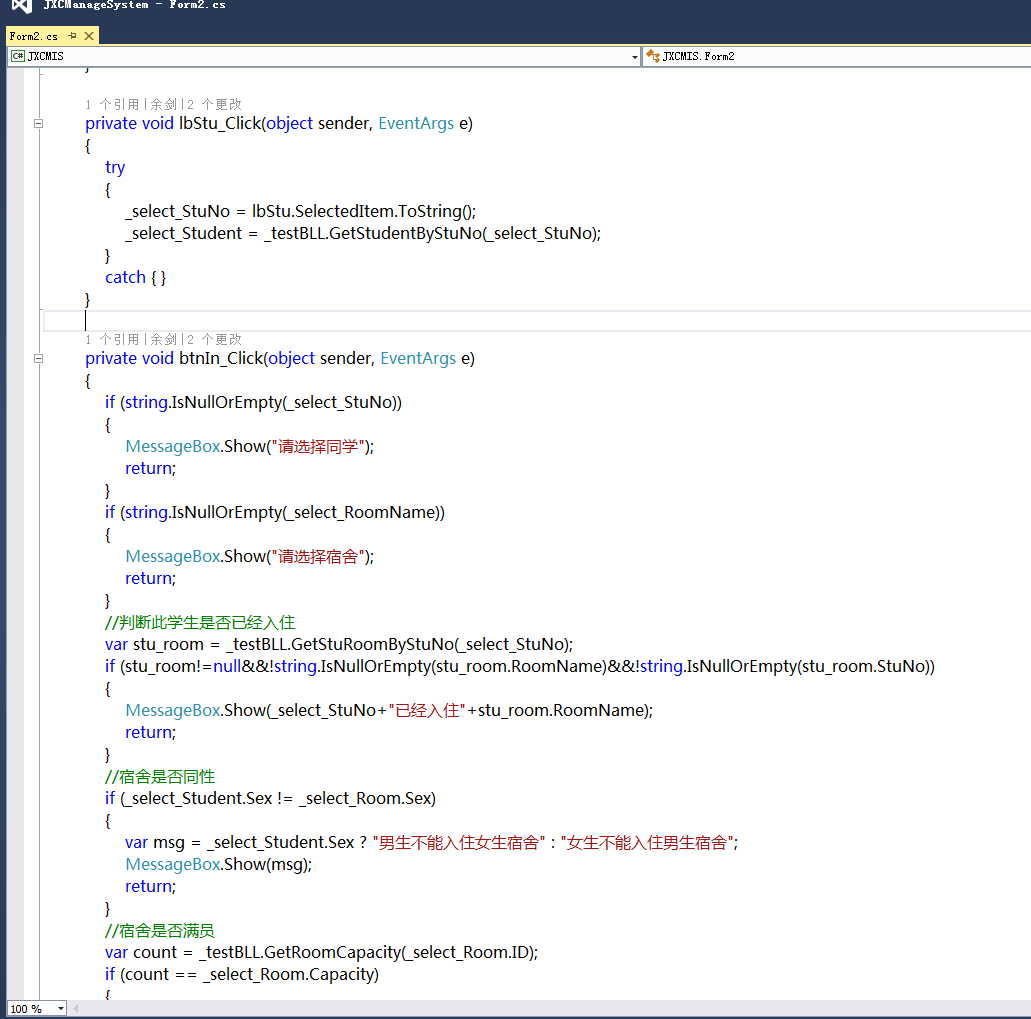 JXCManageSystem - Form2.cs
Form2.cs
C# JXCMIS
JXCMIS.Form2
}
1 个引用|余剑|2 个更改
private void lbStu_Click(object sender, EventArgs e)
{
try
{
_select_StuNo = lbStu.SelectedItem.ToString();
_select_Student = _testBLL.GetStudentByStuNo(_select_StuNo);
}
catch { }
}
1 个引用|余剑|2 个更改
private void btnIn_Click(object sender, EventArgs e)
{
if (string.IsNullOrEmpty(_select_StuNo))
{
MessageBox.Show("请选择同学");
return;
}
if (string.IsNullOrEmpty(_select_RoomName))
{
MessageBox.Show("请选择宿舍");
return;
}
//判断此学生是否已经入住
var stu_room = _testBLL.GetStuRoomByStuNo(_select_StuNo);
if (stu_room!=null&&!string.IsNullOrEmpty(stu_room.RoomName)&&!string.IsNullOrEmpty(stu_room.StuNo))
{
MessageBox.Show(_select_StuNo+"已经入住"+stu_room.RoomName);
return;
}
//宿舍是否同性
if (_select_Student.Sex != _select_Room.Sex)
{
var msg = _select_Student.Sex ? "男生不能入住女生宿舍" : "女生不能入住男生宿舍";
MessageBox.Show(msg);
return;
}
//宿舍是否满员
var count = _testBLL.GetRoomCapacity(_select_Room.ID);
if (count == _select_Room.Capacity)
{
100 %